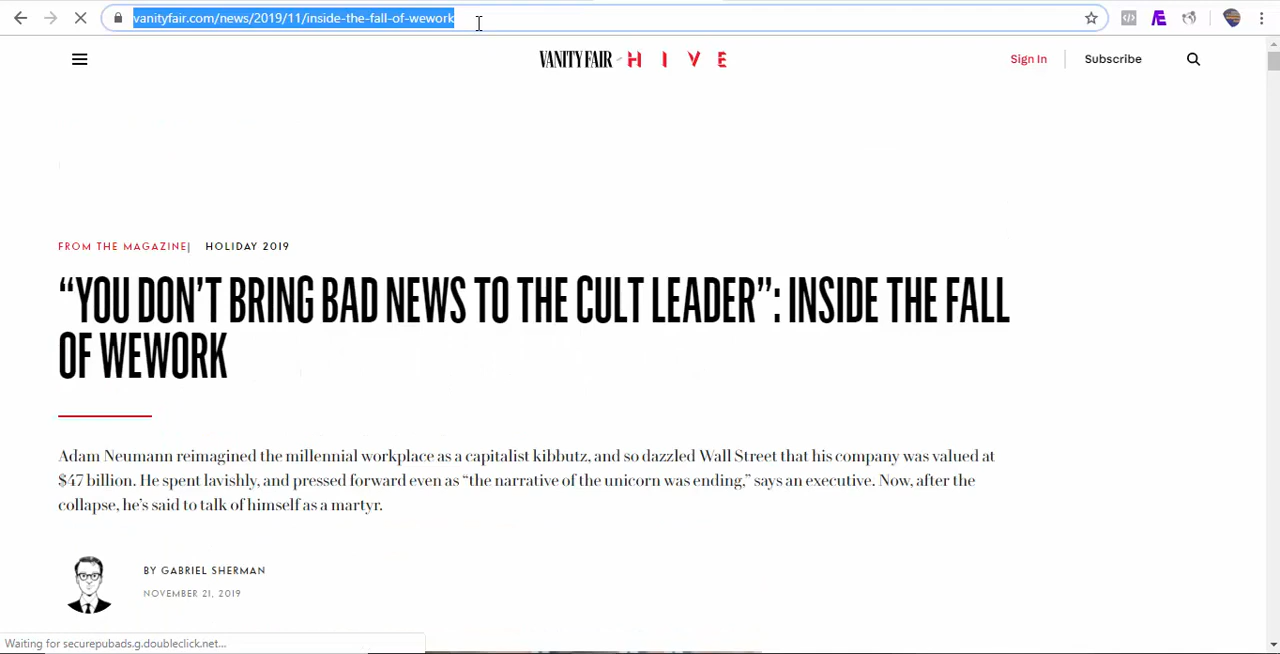 vanityfair.com/news/2019/11/inside-the-fall-of-wework
VANITY FAIR HIVE
Sign In
Subscribe
FROM THE MAGAZINE| HOLIDAY 2019
“YOU DON’T BRING BAD NEWS TO THE CULT LEADER”: INSIDE THE FALL
OF WEWORK
Adam Neumann reimagined the millennial workplace as a capitalist kibbutz, and so dazzled Wall Street that his company was valued at
$47 billion. He spent lavishly, and pressed forward even as “the narrative of the unicorn was ending,” says an executive. Now, after the
collapse, he’s said to talk of himself as a martyr.
BY GABRIEL SHERMAN
NOVEMBER 21, 2019
Waiting for securepubads.g.doubleclick.net...